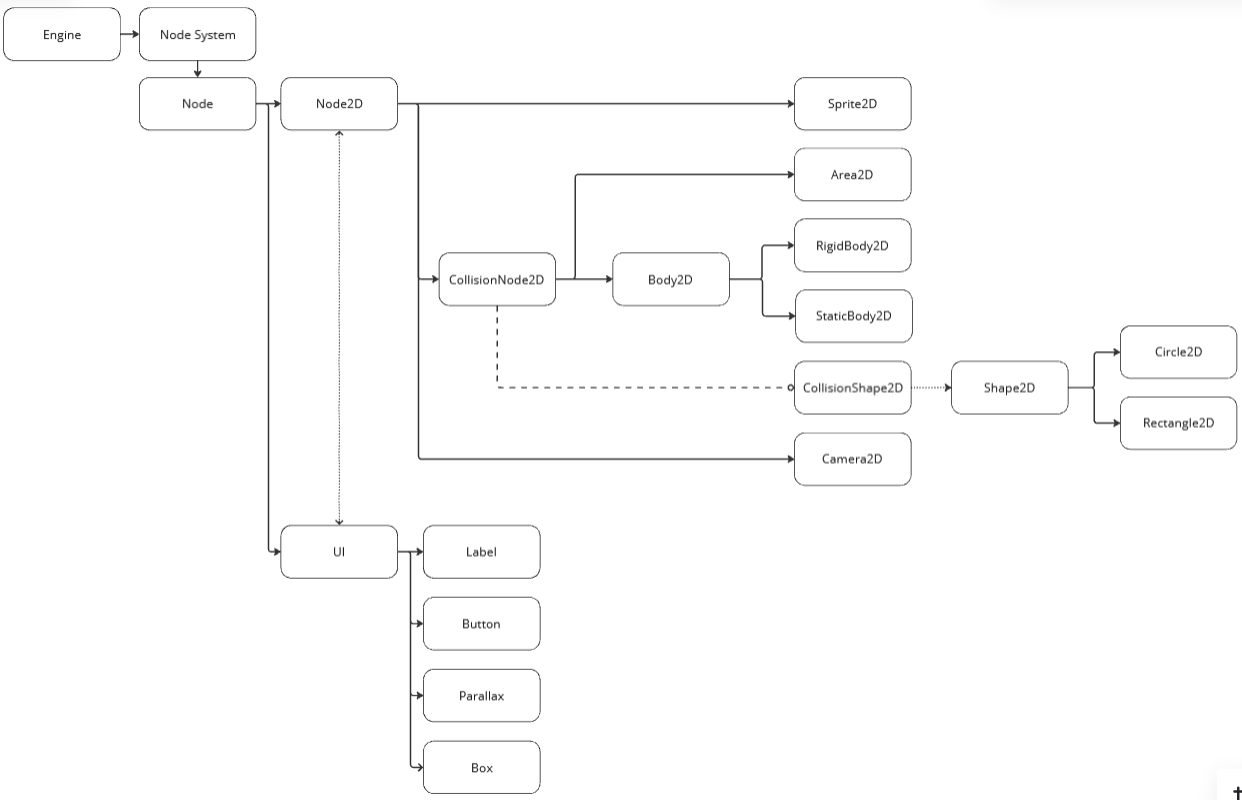 Engine
Node System
Node
Node2D
Sprite2D
Area2D
RigidBody2D
CollisionNode2D
Body2D
StaticBody2D
Circle2D
CollisionShape2D
Shape2D
Rectangle2D
Camera2D
UI
Label
Button
Parallax
Box